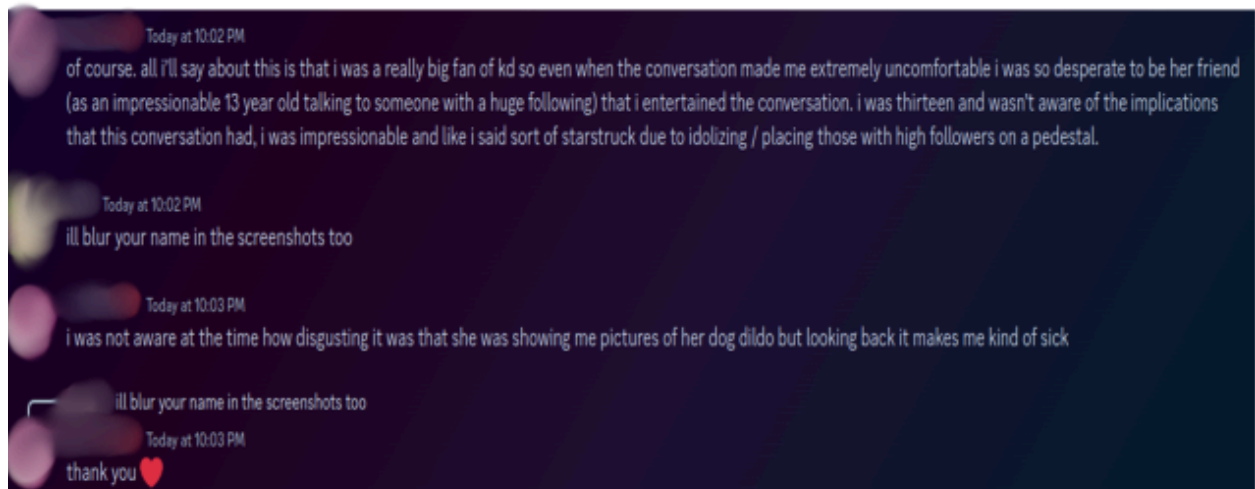 Today at 10:02 PM
of course. all i'll say about this is that i was a really big fan of kd so even when the conversation made me extremely uncomfortable i was so desperate to be her friend
(as an impressionable 13 year old talking to someone with a huge following) that i entertained the conversation. i was thirteen and wasn't aware of the implications
that this conversation had, i was impressionable and like i said sort of starstruck due to idolizing / placing those with high followers on a pedestal.
Today at 10:02 PM
ill blur your name in the screenshots too
Today at 10:03 PM
i was not aware at the time how disgusting it was that she was showing me pictures of her dog dildo but looking back it makes me kind of sick
ill blur your name in the screenshots too
Today at 10:03 PM
thank you ❤️